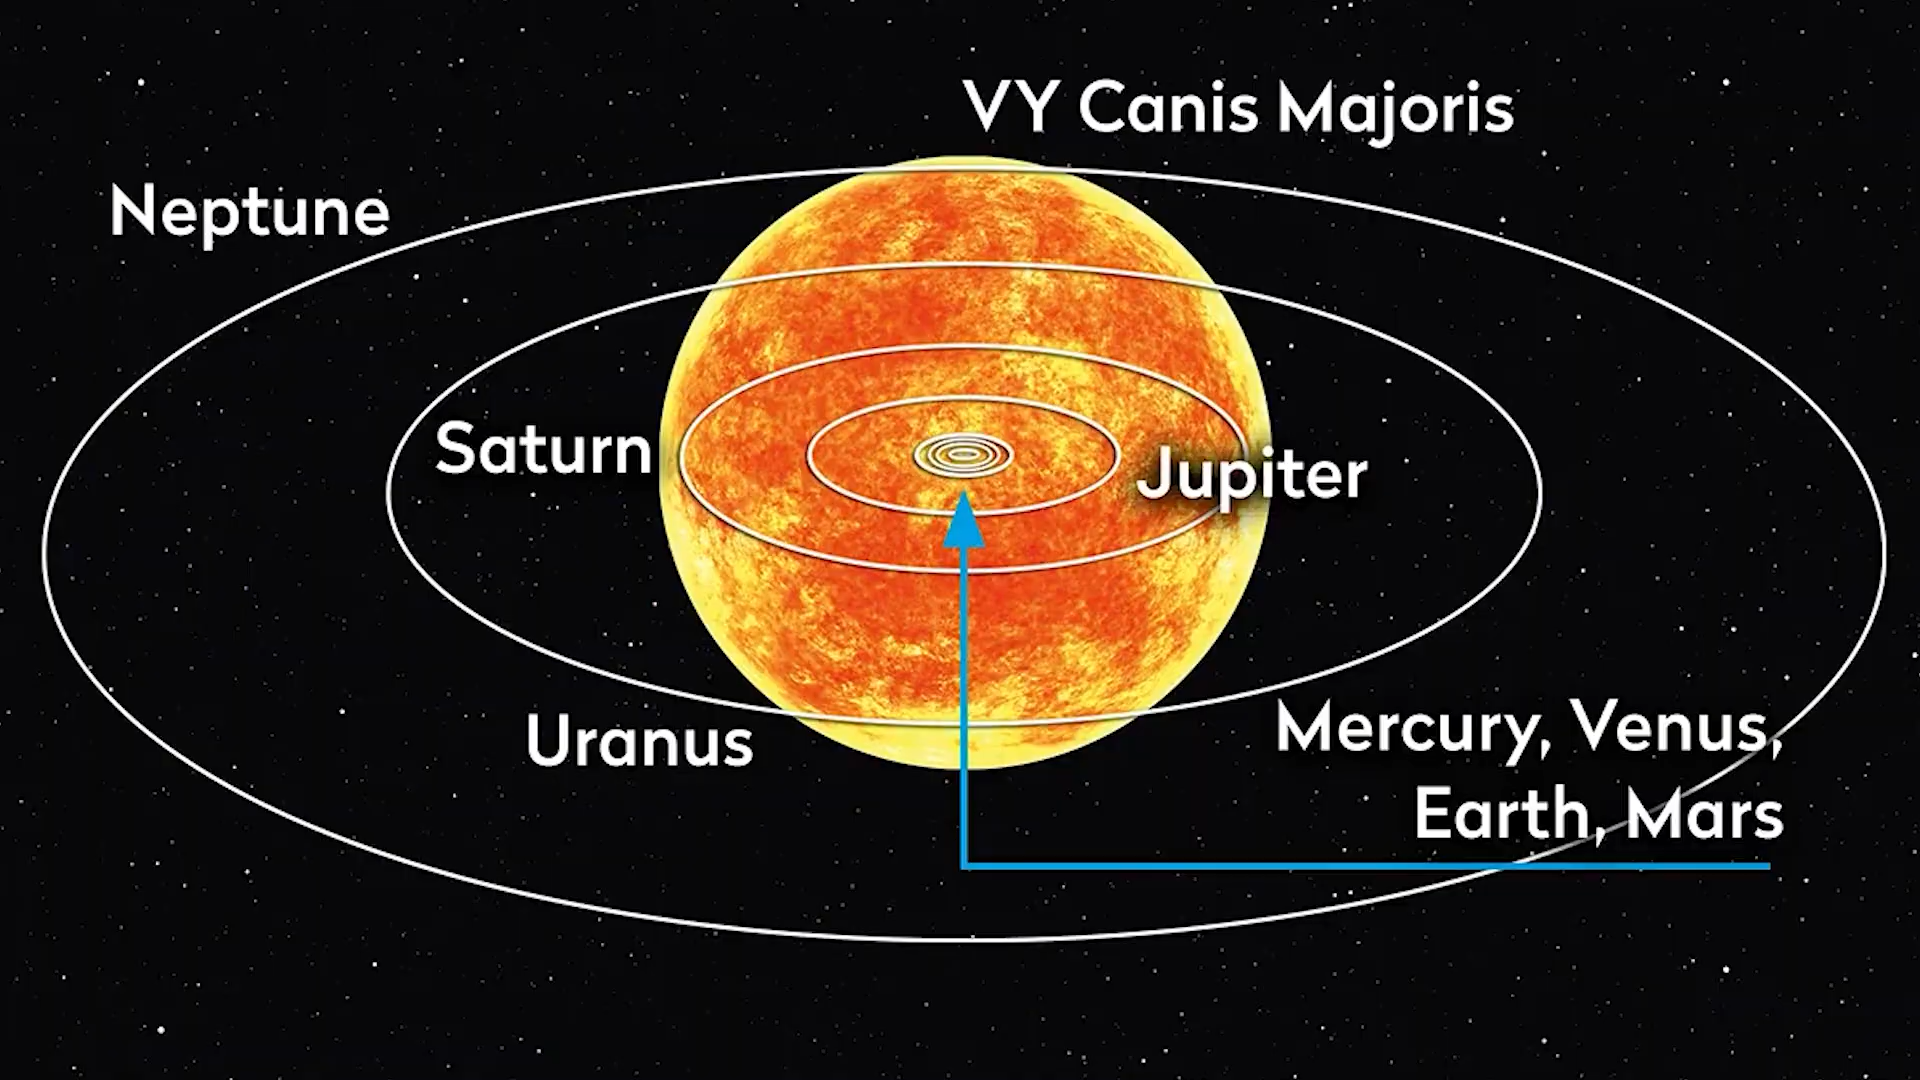 VY Canis Majoris
Neptune
Saturn
Jupiter
Uranus
Mercury, Venus,
Earth, Mars